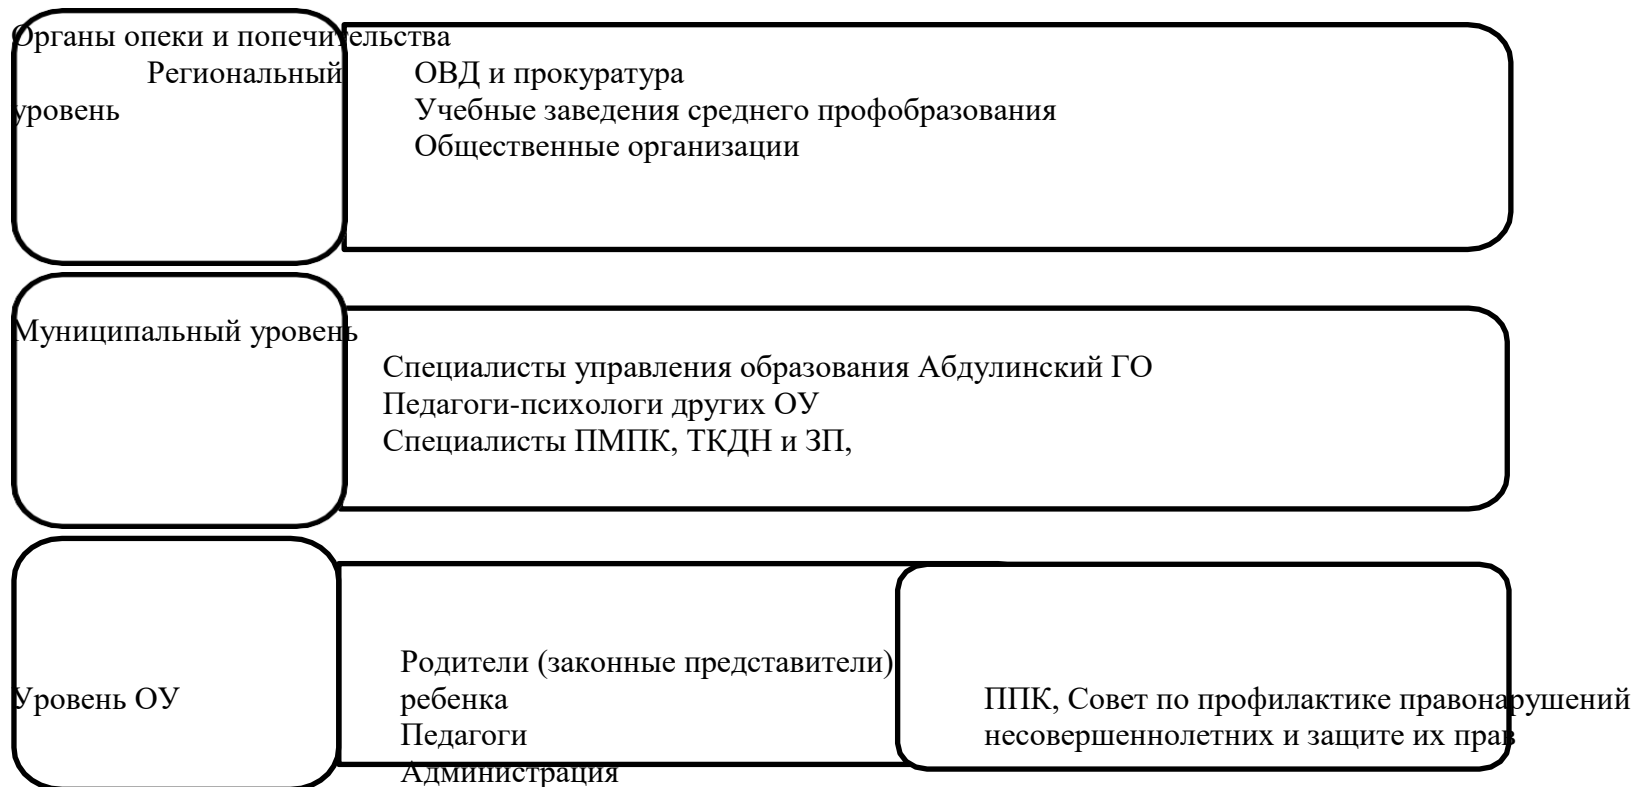 Органы опеки и попечительства
Региональный ОВД и прокуратура
уровень Учебные заведения среднего профобразования
Общественные организации
Муниципальный уровень
Специалисты управления образования Абдулинский ГО
Педагоги-психологи других ОУ
Специалисты ПМПК, ТКДН и ЗП,
Родители (законные представители)
Уровень ОУ ребенка ППК, Совет по профилактике правонарушений
Педагоги несовершеннолетних и защите их прав
Администрация